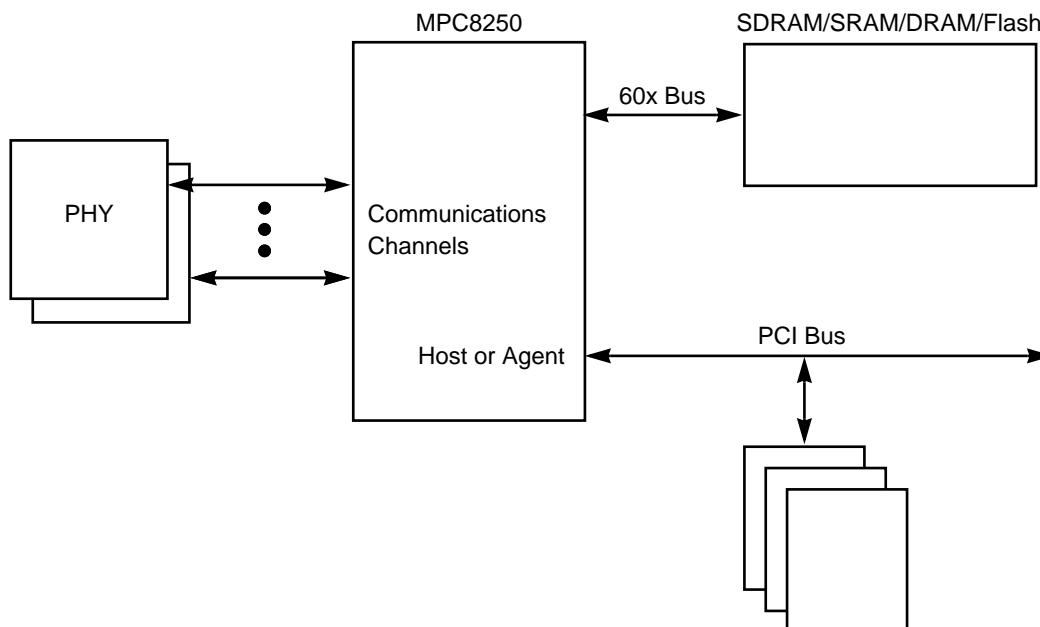 MPC8250
SDRAM/SRAM/DRAM/Flash
60x Bus
PHY
Communications
Channels
PCI Bus
Host or Agent